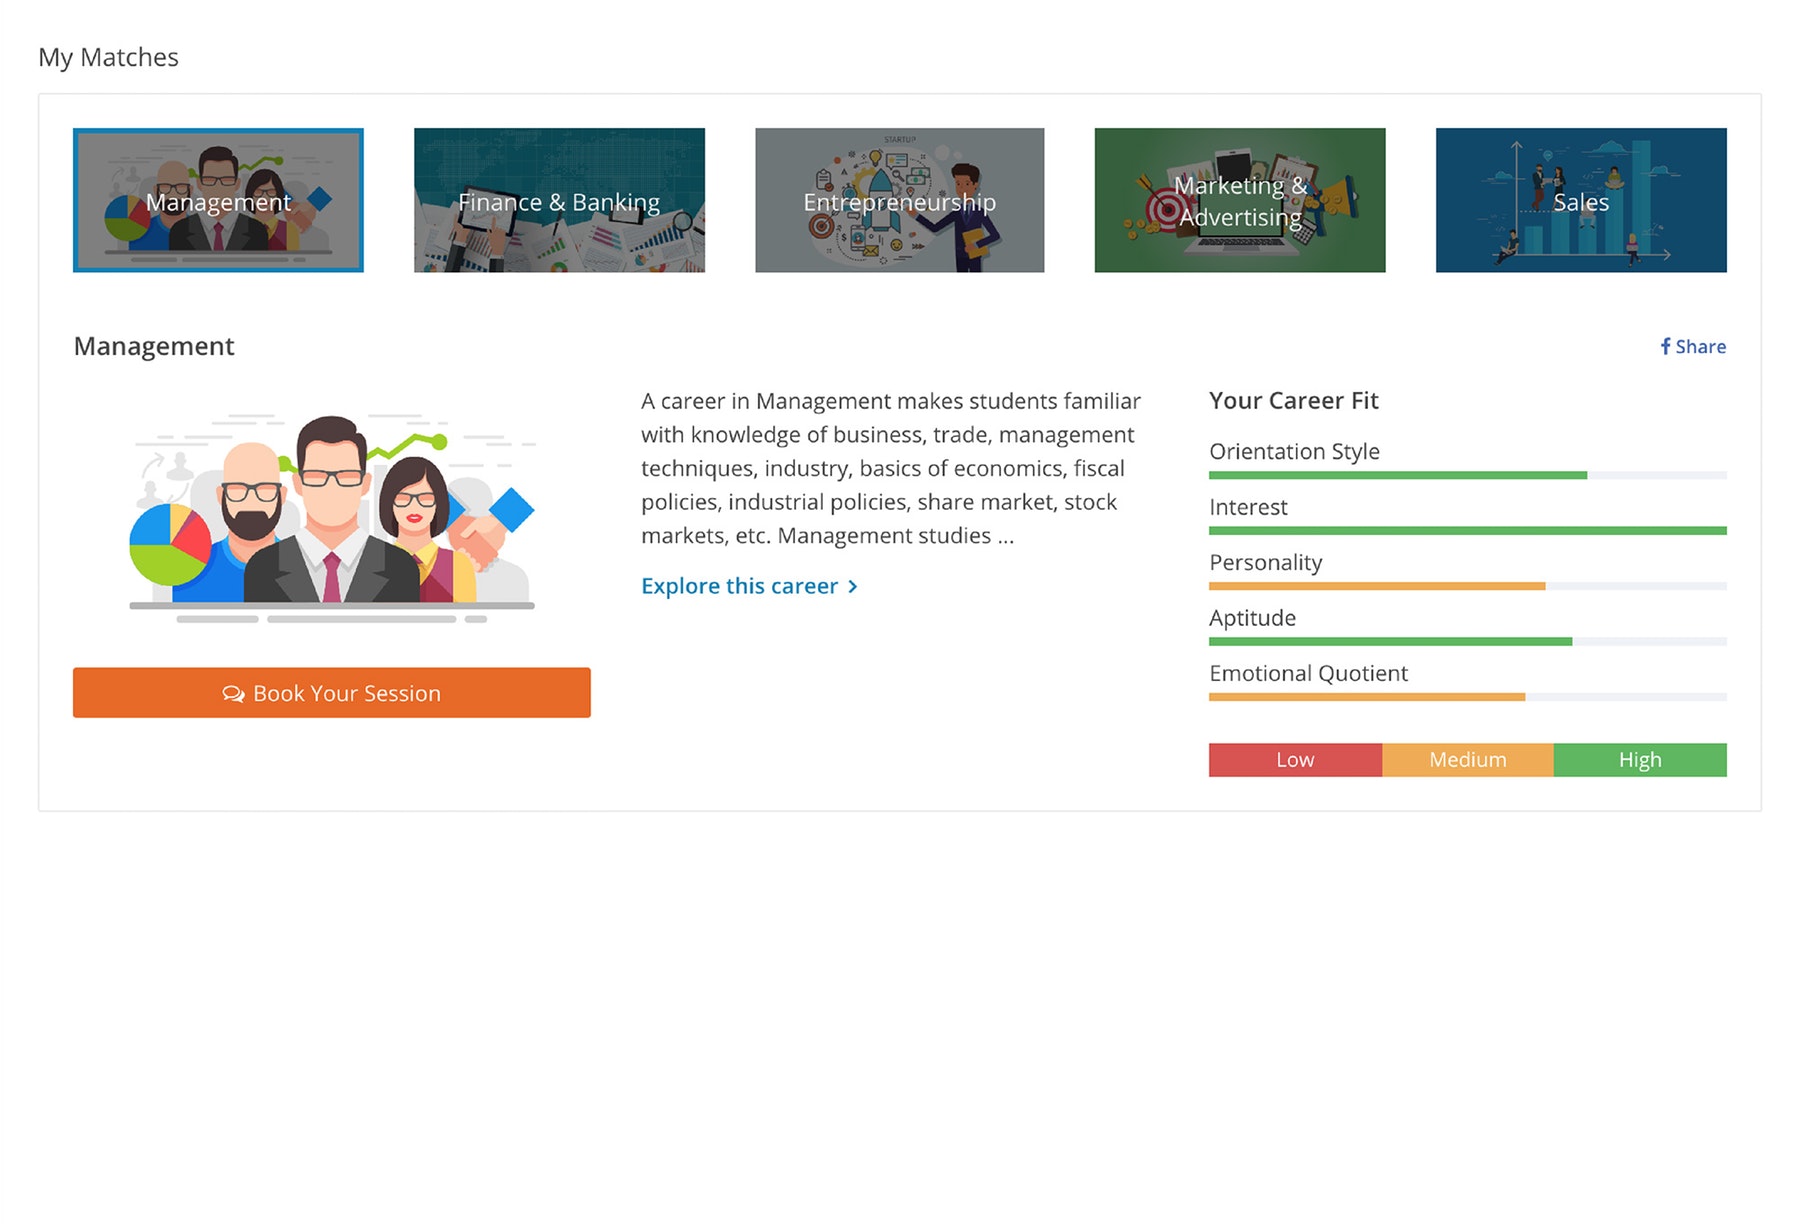 My Matches
STARTUP
Management
Finance & Banking
Entrepreneurship
Marketing &
Advertising
Sales
Management
Share
A career in Management makes students familiar
with knowledge of business, trade, management
techniques, industry, basics of economics, fiscal
policies, industrial policies, share market, stock
markets, etc. Management studies ...
Explore this career
Book Your Session
Your Career Fit
Orientation Style
Interest
Personality
Aptitude
Emotional Quotient
Low
Medium
High